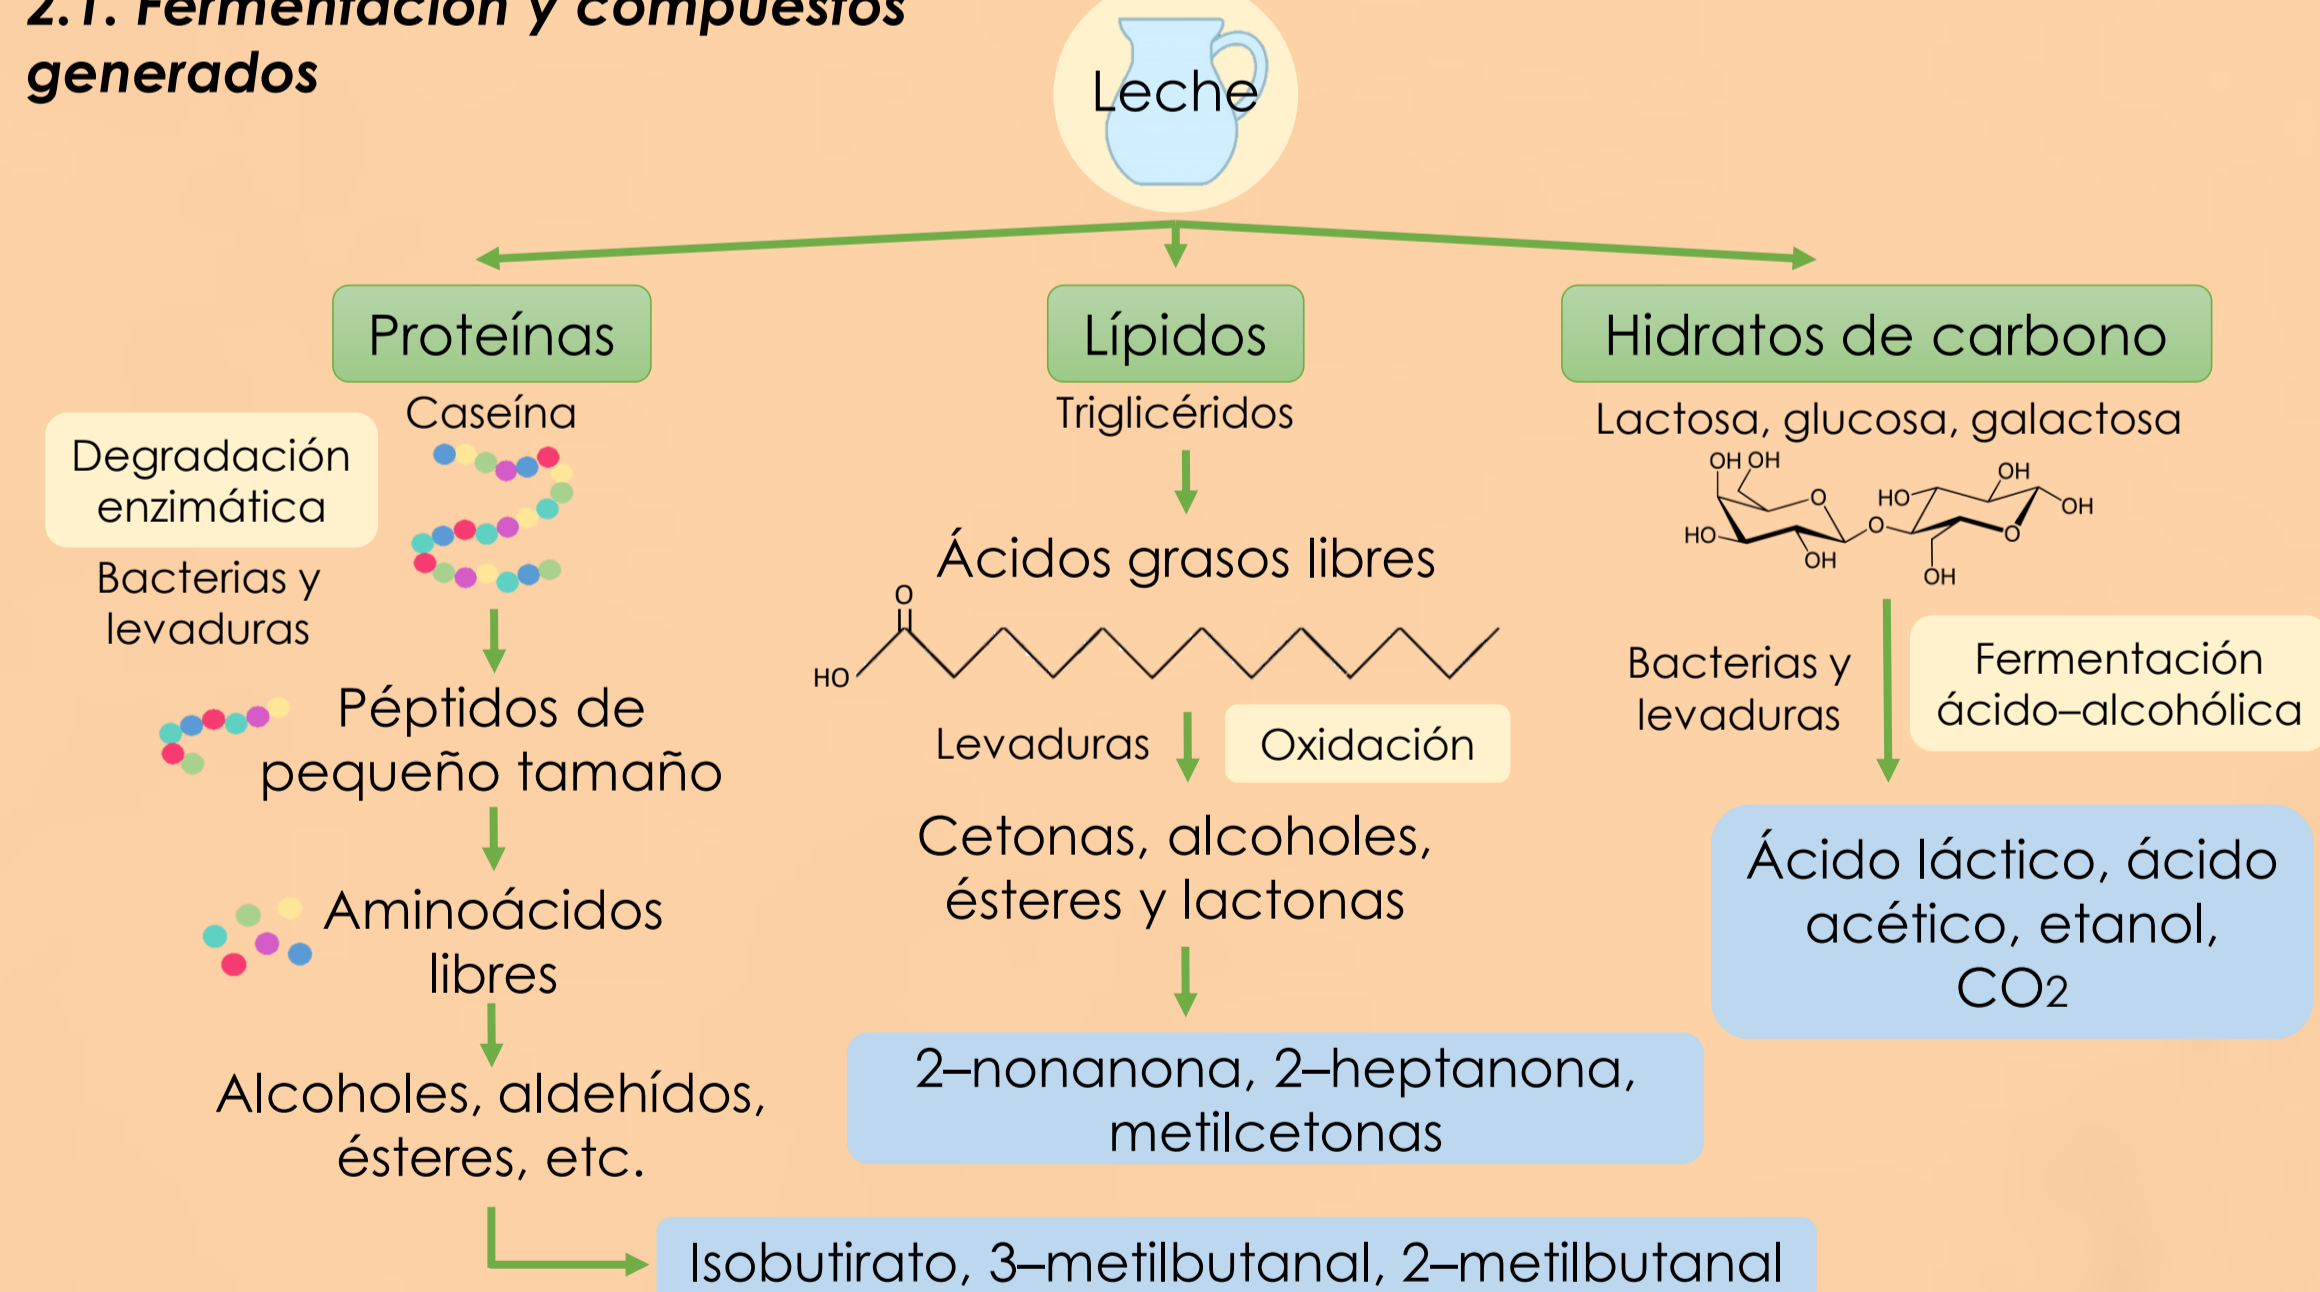 2.1. Fermentación y compuestos
generados
Leche
Proteínas
Caseína
Degradación
enzimática
Bacterias y
levaduras
Péptidos de
pequeño tamaño
Aminoácidos
libres
Alcoholes, aldehídos,
ésteres, etc.
Isobutirato, 3–metilbutanal, 2–metilbutanal
Lípidos
Triglicéridos
Ácidos grasos libres
O
HO
Levaduras
Oxidación
Cetonas, alcoholes,
ésteres y lactonas
2–nonanona, 2–heptanona,
metilcetonas
Hidratos de carbono
Lactosa, glucosa, galactosa
OH OH
OH
O
HO
OH
O
HO
O
OH
OH
Bacterias y
levaduras
Fermentación
ácido–alcohólica
Ácido láctico, ácido
acético, etanol,
CO2